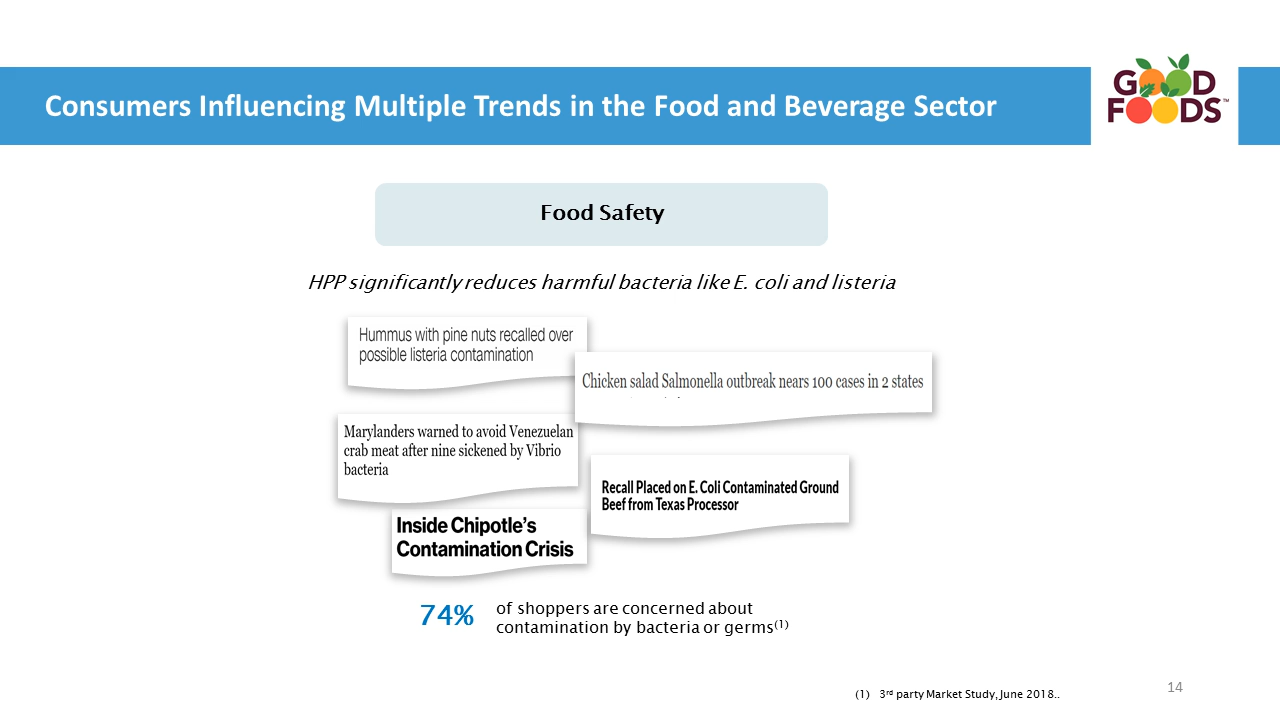 Consumers Influencing Multiple Trends in the Food and Beverage Sector
GOOD
FOODS™
Food Safety
HPP significantly reduces harmful bacteria like E. coli and listeria
Hummus with pine nuts recalled over
possible listeria contamination
Chicken salad Salmonella outbreak nears 100 cases in 2 states
Marylanders warned to avoid Venezuelan
crab meat after nine sickened by Vibrio
bacteria
Recall Placed on E. Coli Contaminated Ground
Beef from Texas Processor
Inside Chipotle's
Contamination Crisis
74%
of shoppers are concerned about
contamination by bacteria or germs(1)
(1) 3rd party Market Study, June 2018..
14